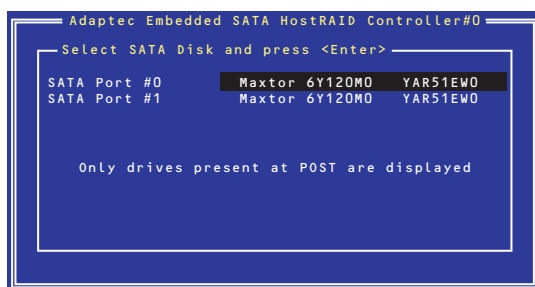 Adaptec Embedded SATA HostRAID Controller#0
Select SATA Disk and press <Enter>
SATA Port #0 Maxtor 6Y120M0 YAR51EW0
SATA Port #1 Maxtor 6Y120M0 YAR51EW0
Only drives present at POST are displayed